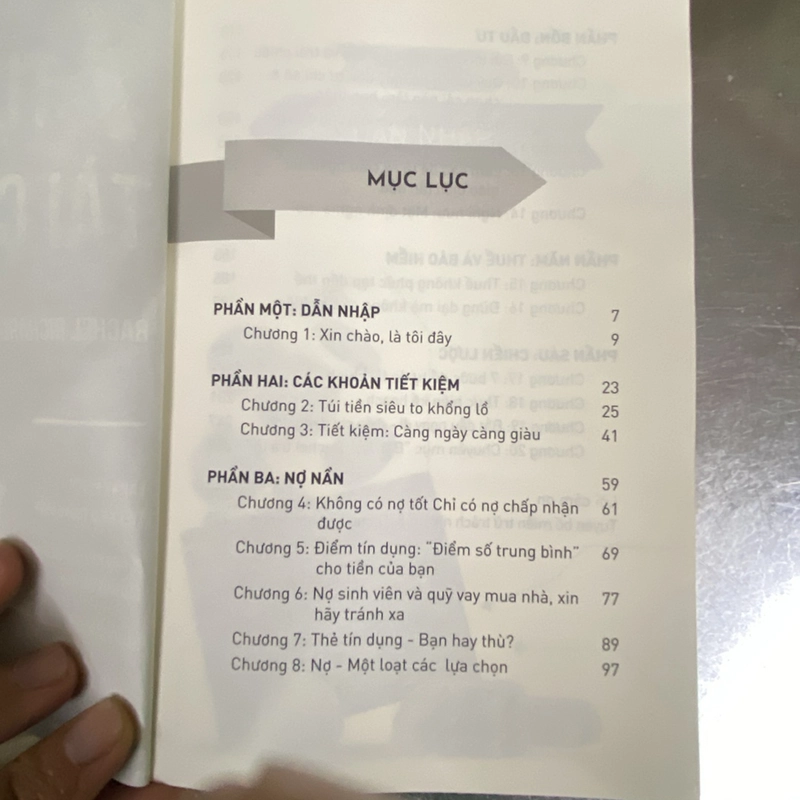 MỤC LỤC
PHẦN MỘT: DẪN NHẬP 7
Chương 1: Xin chào, là tôi đây 9
PHẦN HAI: CÁC KHOẢN TIẾT KIỆM 23
Chương 2: Túi tiền siêu to khổng lồ 25
Chương 3: Tiết kiệm: Càng ngày càng giàu 41
PHẦN BA: NỢ NẦN 59
Chương 4: Không có nợ tốt Chỉ có nợ chấp nhận 61
được
Chương 5: Điểm tín dụng: "Điểm số trung bình" 69
cho tiền của bạn
Chương 6: Nợ sinh viên và quỹ vay mua nhà, xin 77
hãy tránh xa
Chương 7: Thẻ tín dụng - Bạn hay thù? 89
Chương 8: Nợ - Một loạt các lựa chọn 97